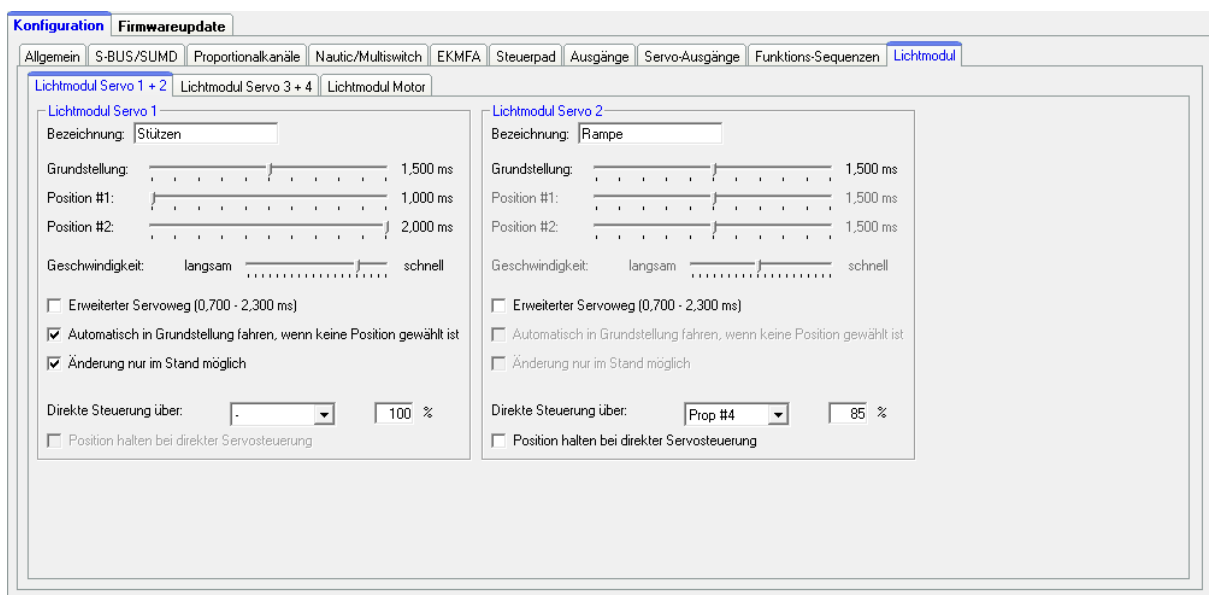 Konfiguration Firmwareupdate
Allgemein S-BUS/SUMD Proportionalkanäle Nautic/Multiswitch EKMFA Steuerpad Ausgänge Servo-Ausgänge Funktions-Sequenzen Lichtmodul
Lichtmodul Servo 1 + 2 Lichtmodul Servo 3 + 4 Lichtmodul Motor
Lichtmodul Servo 1
Bezeichnung: Stützen
Grundstellung: 1,500 ms
Position #1: 1,000 ms
Position #2: 2,000 ms
Geschwindigkeit: langsam schnell
Erweiterter Servoweg (0,700 - 2,300 ms)
Automatisch in Grundstellung fahren, wenn keine Position gewählt ist
Änderung nur im Stand möglich
Direkte Steuerung über: - 100 %
Position halten bei direkter Servosteuerung
Lichtmodul Servo 2
Bezeichnung: Rampe
Grundstellung: 1,500 ms
Position #1: 1,500 ms
Position #2: 1,500 ms
Geschwindigkeit: langsam schnell
Erweiterter Servoweg (0,700 - 2,300 ms)
Automatisch in Grundstellung fahren, wenn keine Position gewählt ist
Änderung nur im Stand möglich
Direkte Steuerung über: Prop #4 85 %
Position halten bei direkter Servosteuerung